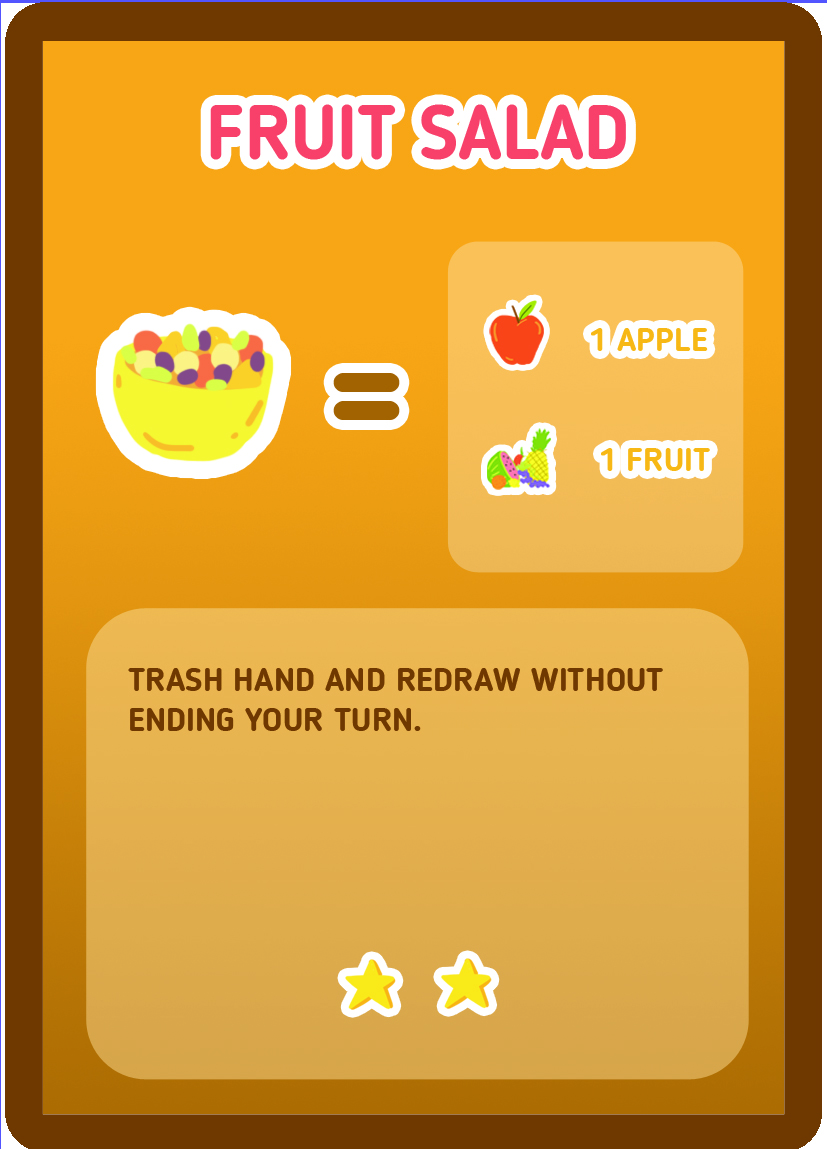 FRUIT SALAD
1 APPLE
1 FRUIT
TRASH HAND AND REDRAW WITHOUT
ENDING YOUR TURN.